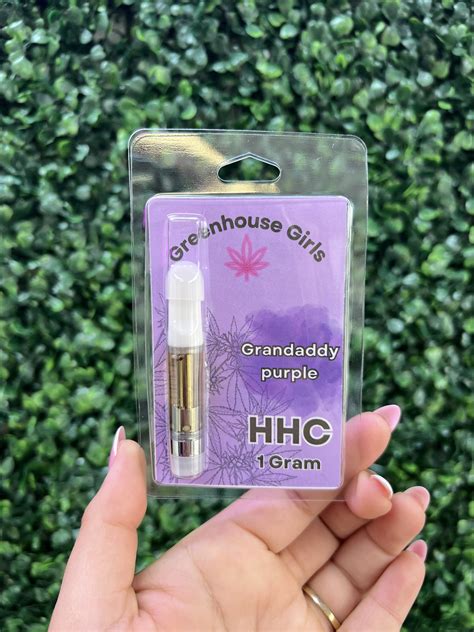 Greenhouse Girls
Grandaddy
purple
HHC
1 Gram